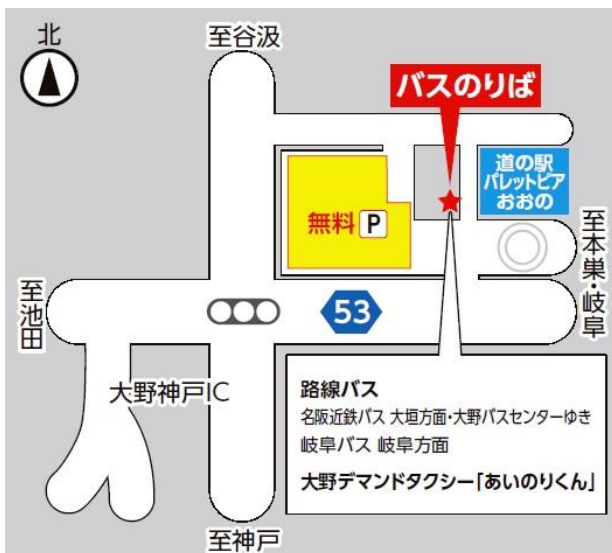 北
至谷汲
バスのりば
道の駅
パレットピア
おおの
無料 P
至本巣・岐阜
至池田
53
大野神戸IC
路線バス
名阪近鉄バス 大垣方面・大野バスセンターゆき
岐阜バス 岐阜方面
大野デマンドタクシー「あいのりくん」
至神戸